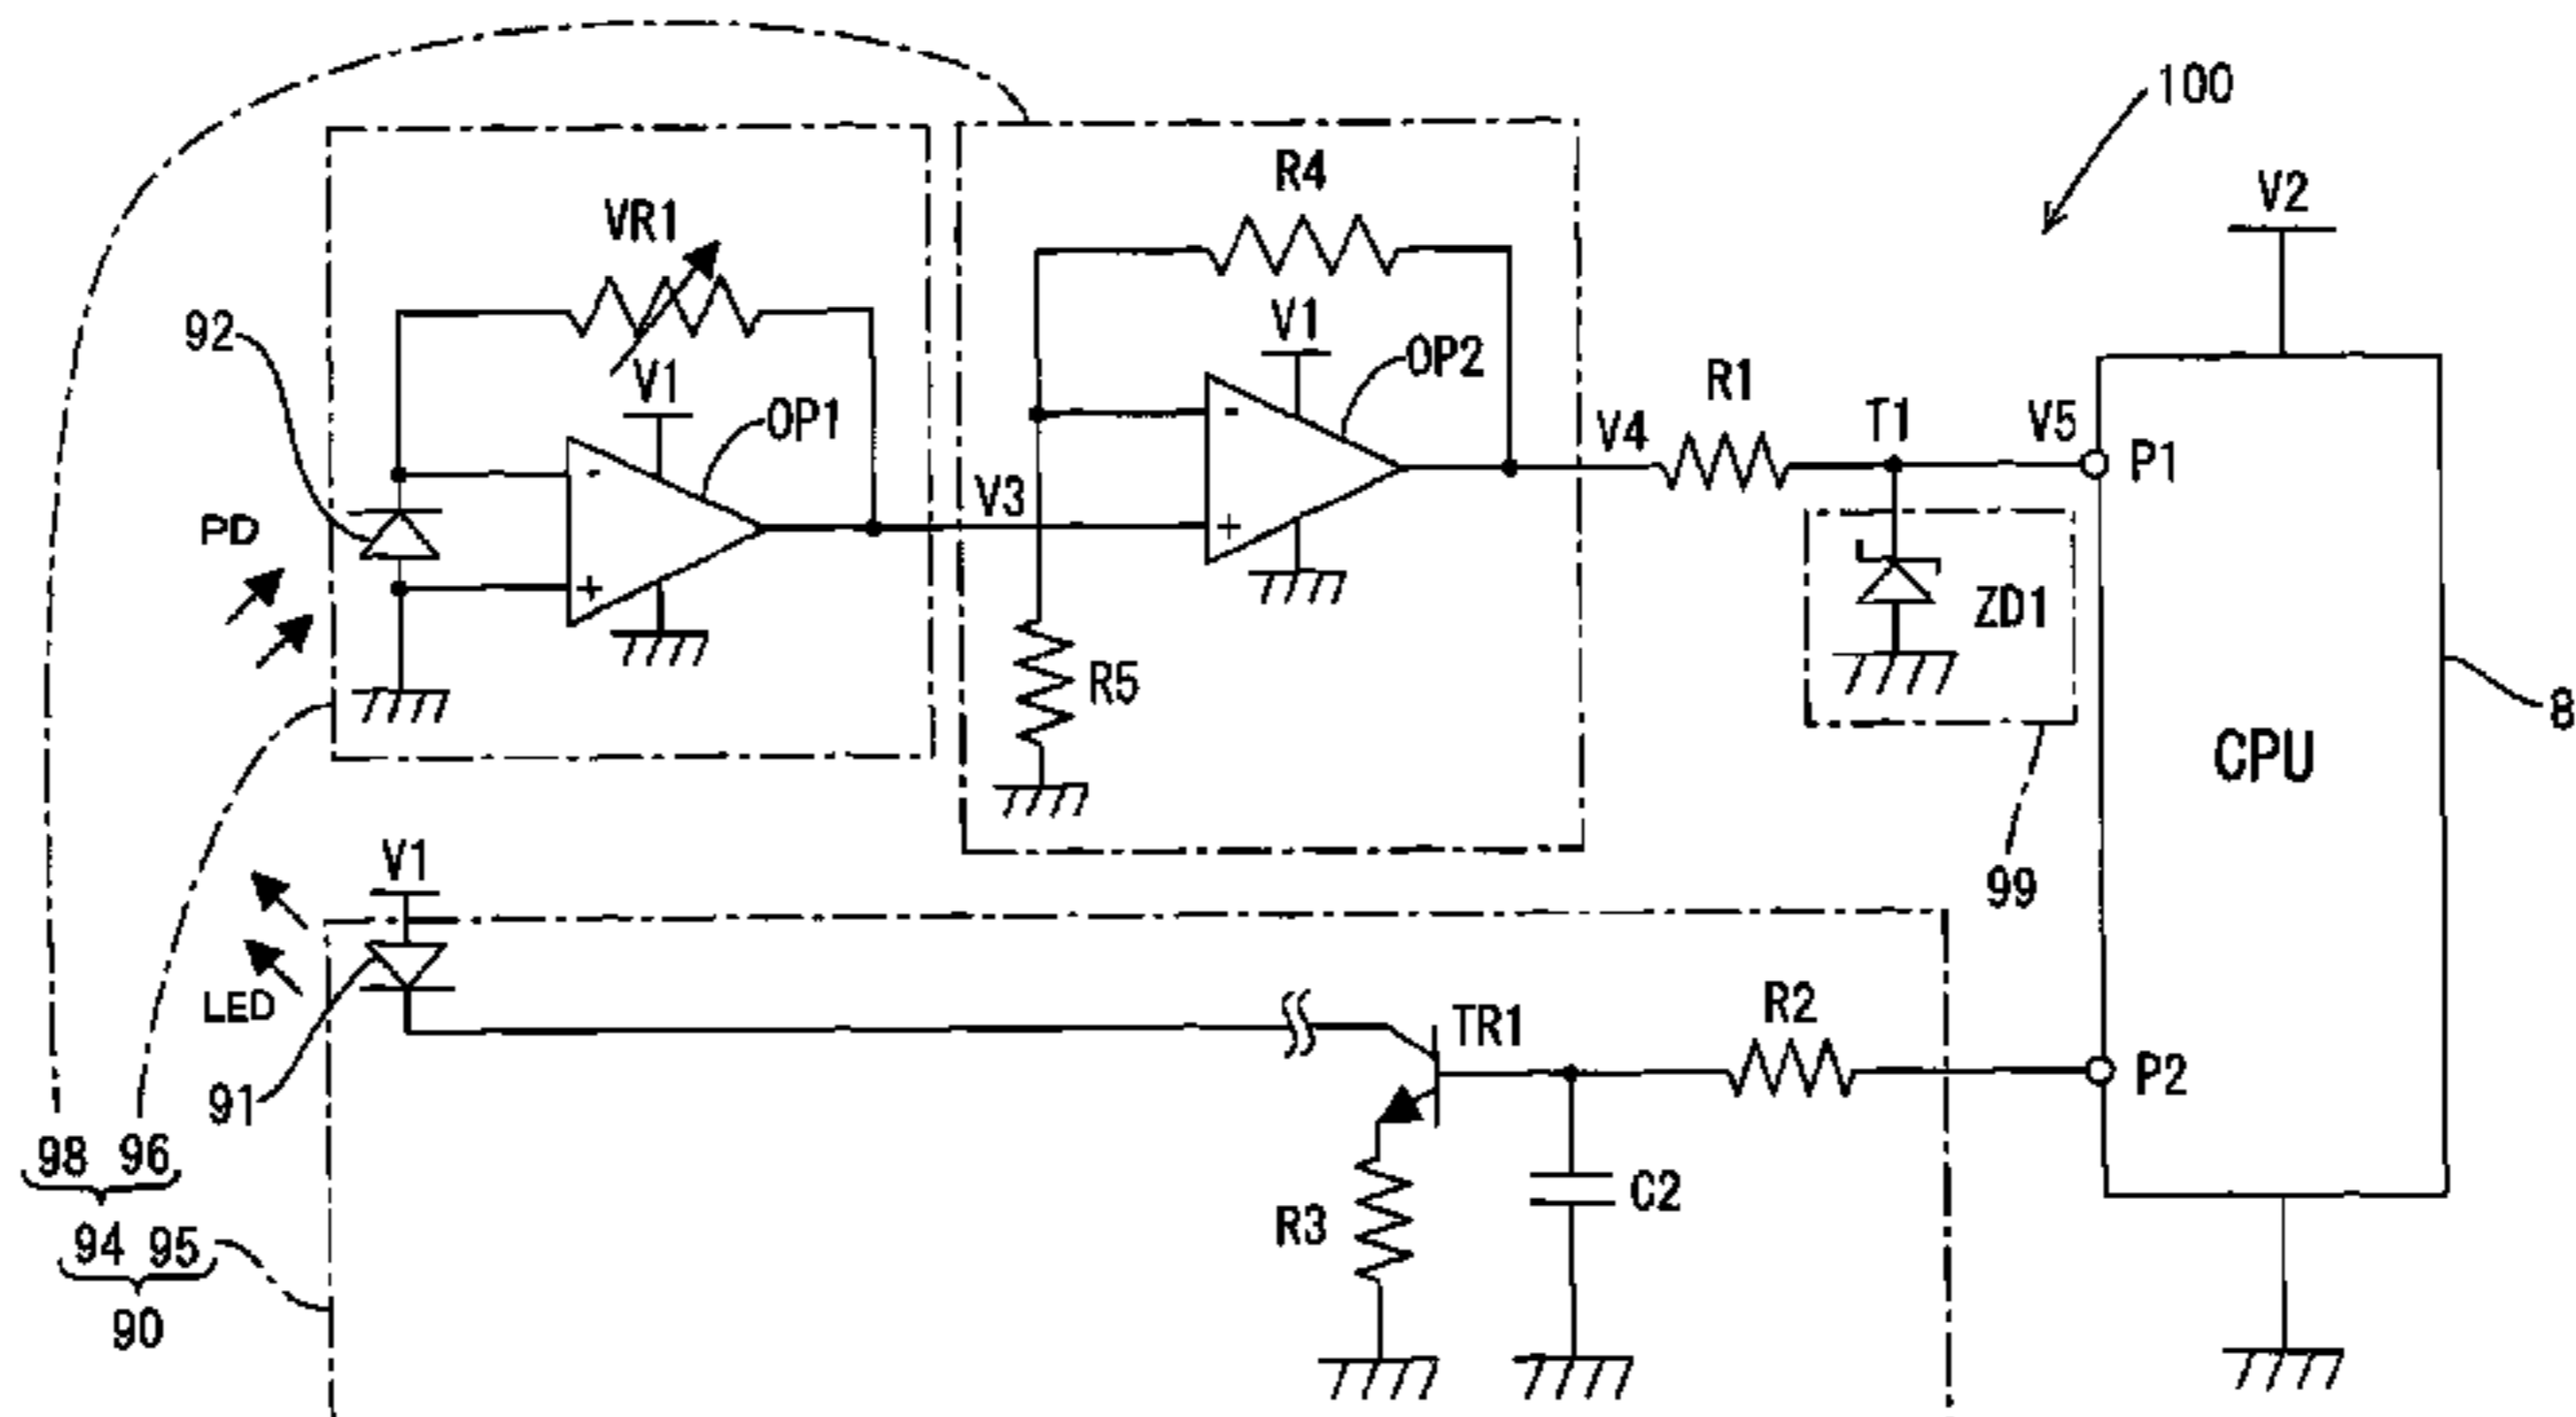 100
R4
V2
VR1
V1
92
OP2
V1
R1
OP1
T1
V5
V4
P1
-
-
V3
PD
+
+
ZD1
R5
8
CPU
V1
99
LED
R2
TR1
P2
91
98 96
C2
R3
94 95
90